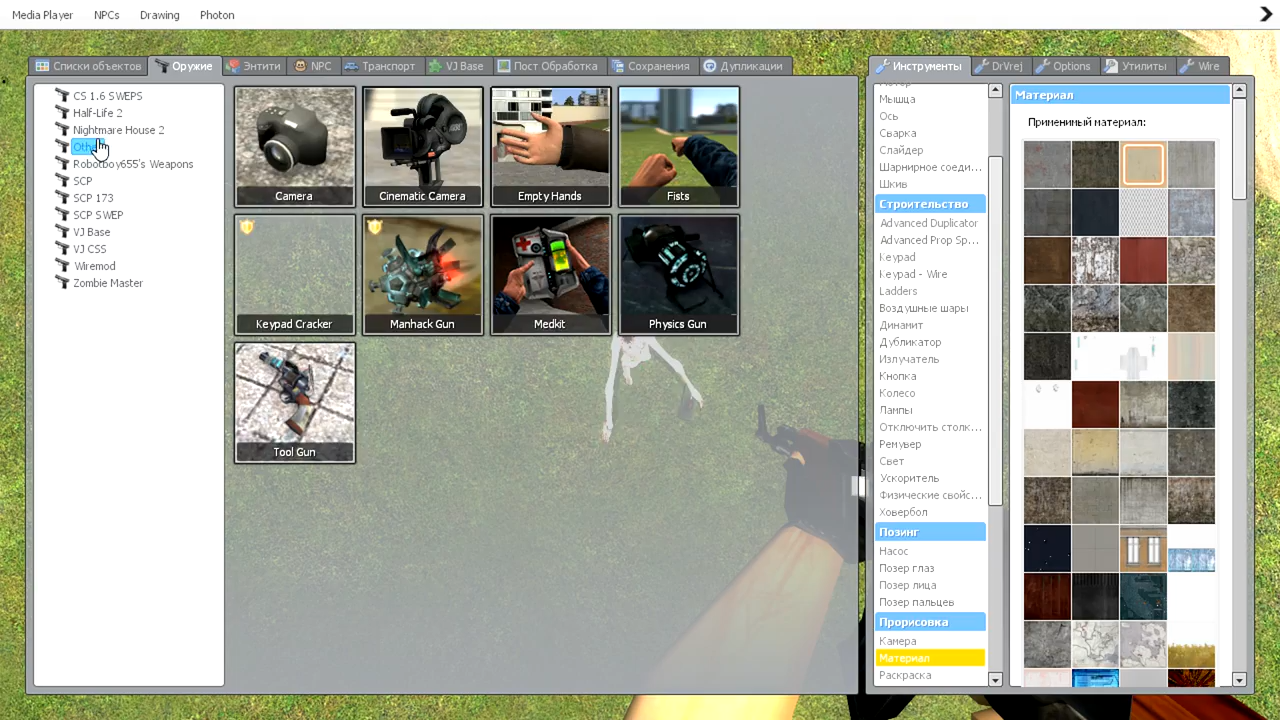 Media Player
NPCs
Drawing
Photon
Списки объектов
Оружие
Энтити
NPC
Транспорт
VJ Base
Пост Обработка
Сохранения
Дупликации
Инструменты
DrVrej
Options
Утилиты
Wire
CS 1.6 SWEPS
Half-Life 2
Nightmare House 2
Robotboy655's Weapons
SCP
SCP 173
SCP SWEP
VJ Base
VJ CSS
Wiremod
Zombie Master
Camera
Cinematic Camera
Empty Hands
Fists
Keypad Cracker
Manhack Gun
Medkit
Physics Gun
Tool Gun
Мышца
Ось
Сварка
Слайдер
Шарнирное соеди...
Шкив
Строительство
Advanced Duplicator
Advanced Prop Sp...
Keypad
Keypad - Wire
Ladders
Воздушные шары
Динамит
Дубликатор
Излучатель
Кнопка
Колесо
Лампы
Отключить столк...
Ремувер
Свет
Ускоритель
Физические свойс...
Ховербол
Позинг
Насос
Позер глаз
Позер лица
Позер пальцев
Прорисовка
Камера
Материал
Раскраска
Материал
Применимый материал: